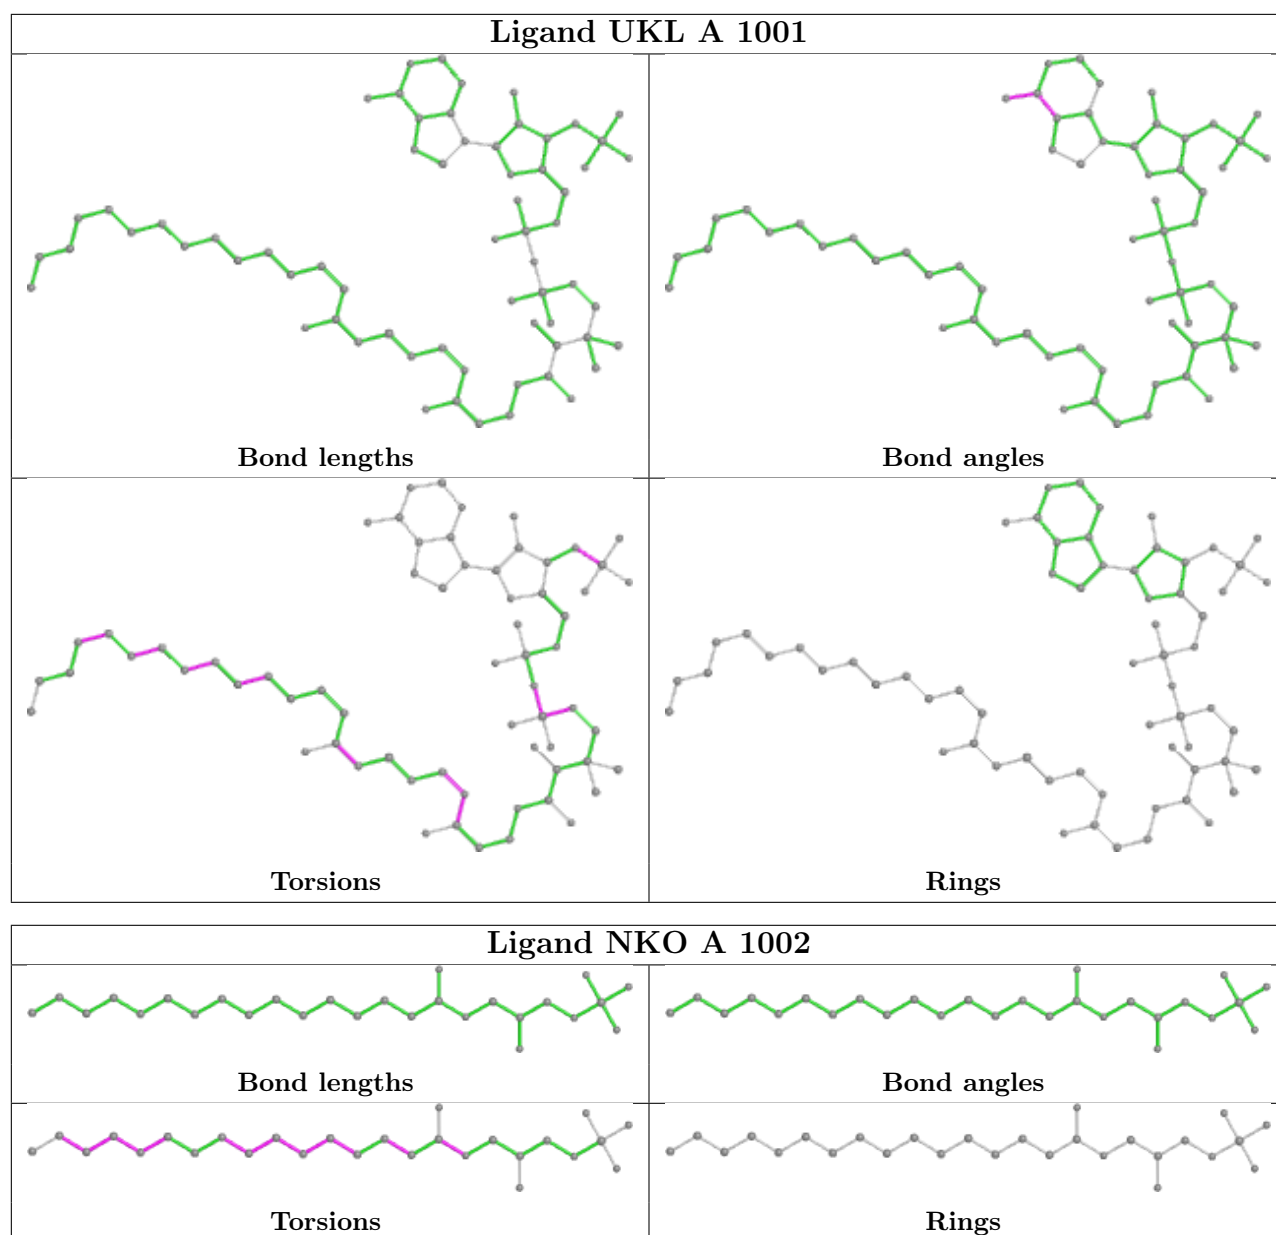 Ligand UKL A 1001
Bond lengths
Bond angles
Torsions
Rings
Ligand NKO A 1002
Bond lengths
Bond angles
Torsions
Rings